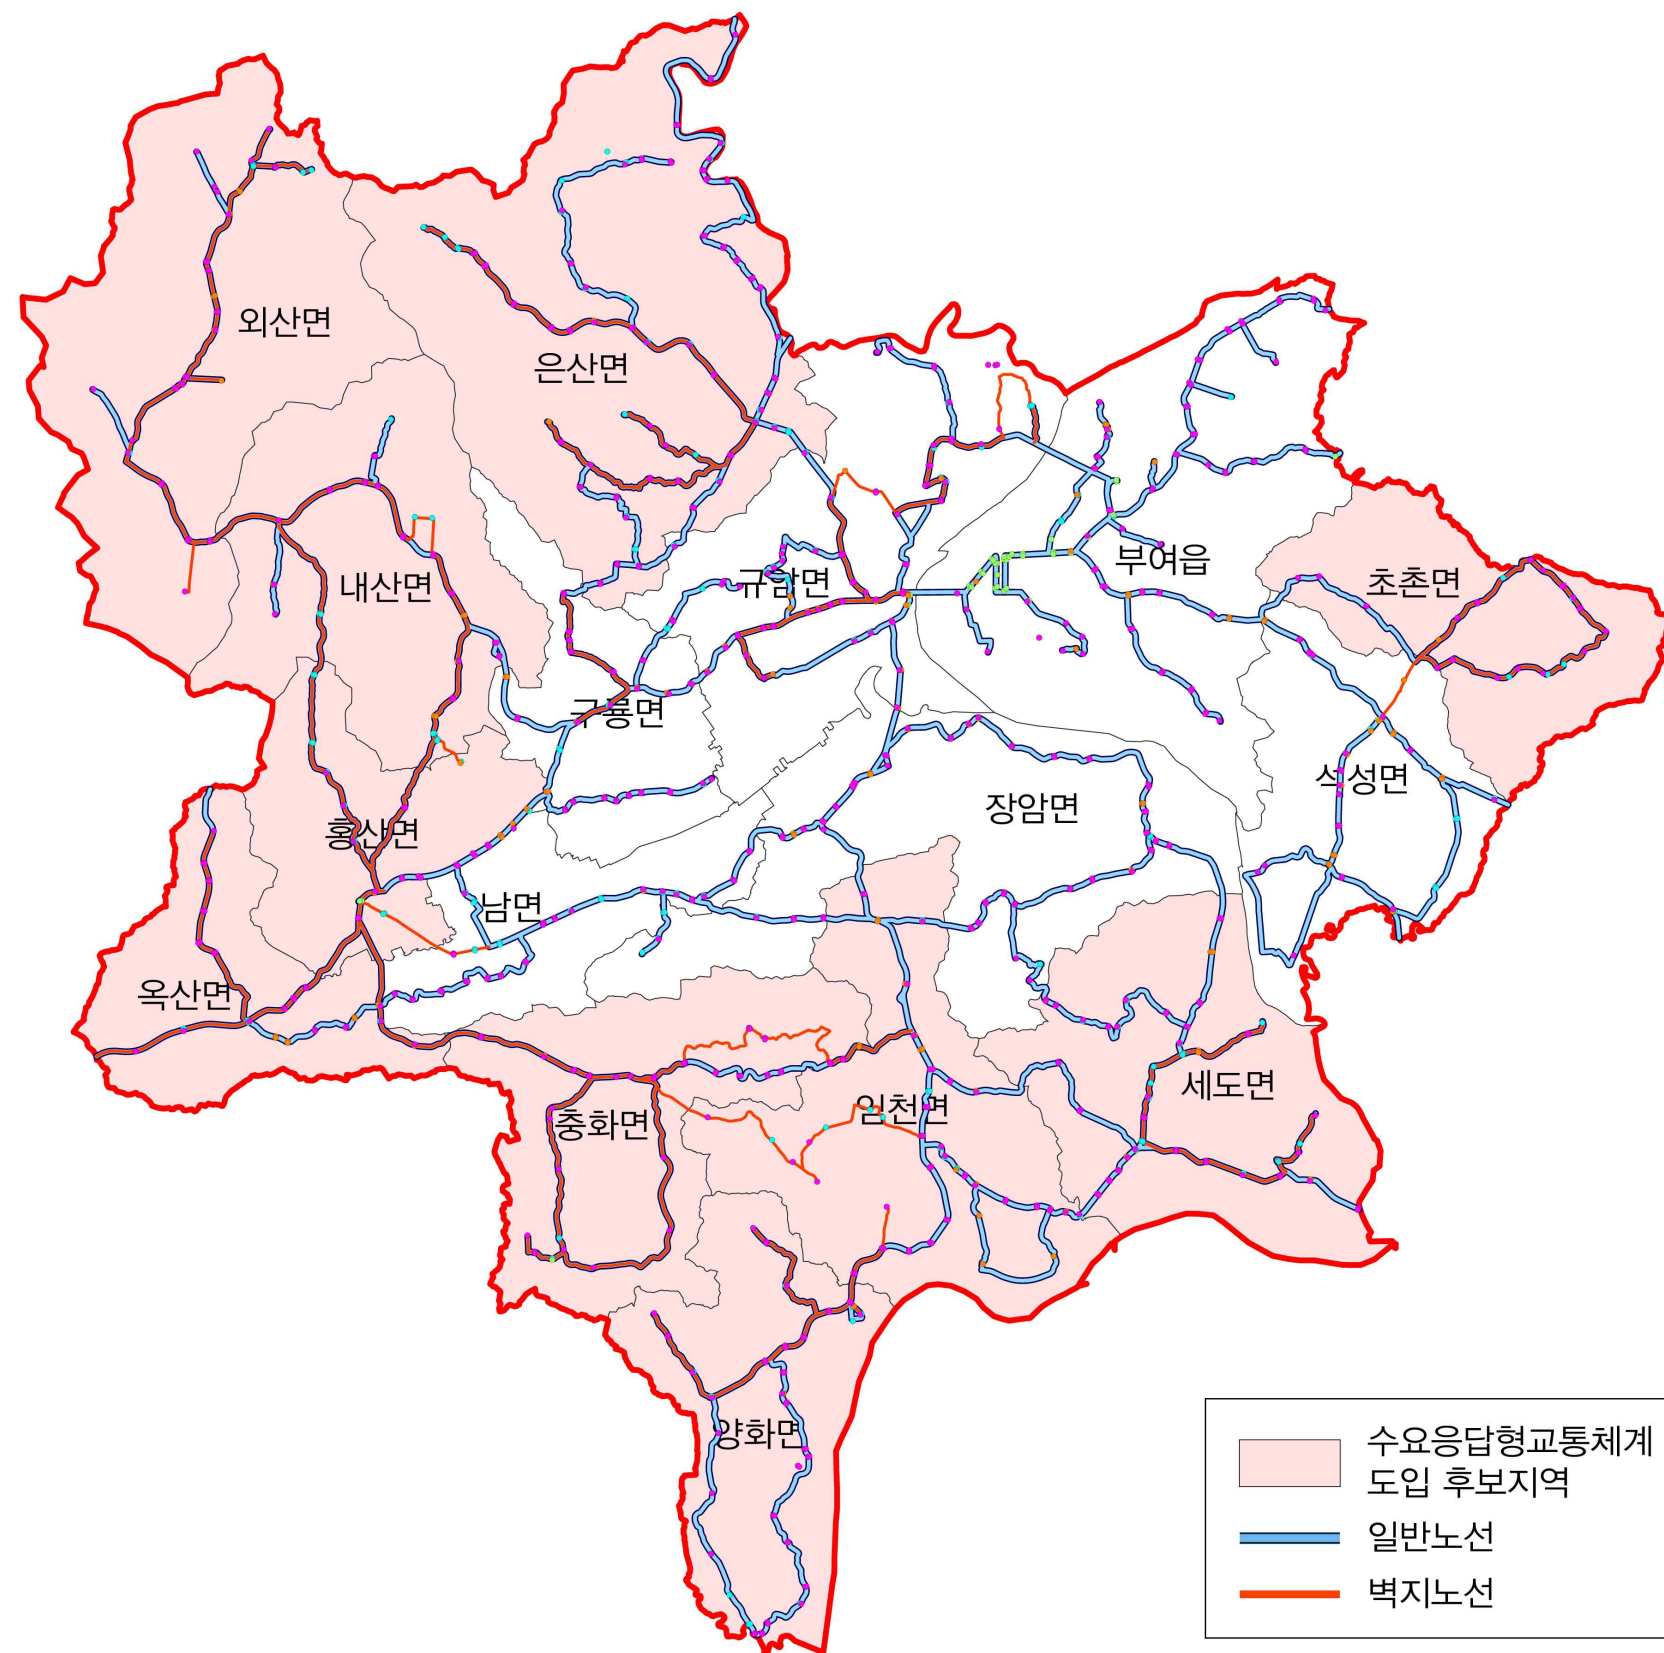 외산면
은산면
내산면
규암면
부여읍
초촌면
구룡면
석성면
장암면
홍산면
남면
옥산면
세도면
충화면
임천면
양화면
수요응답형교통체계
도입 후보지역
일반노선
벽지노선